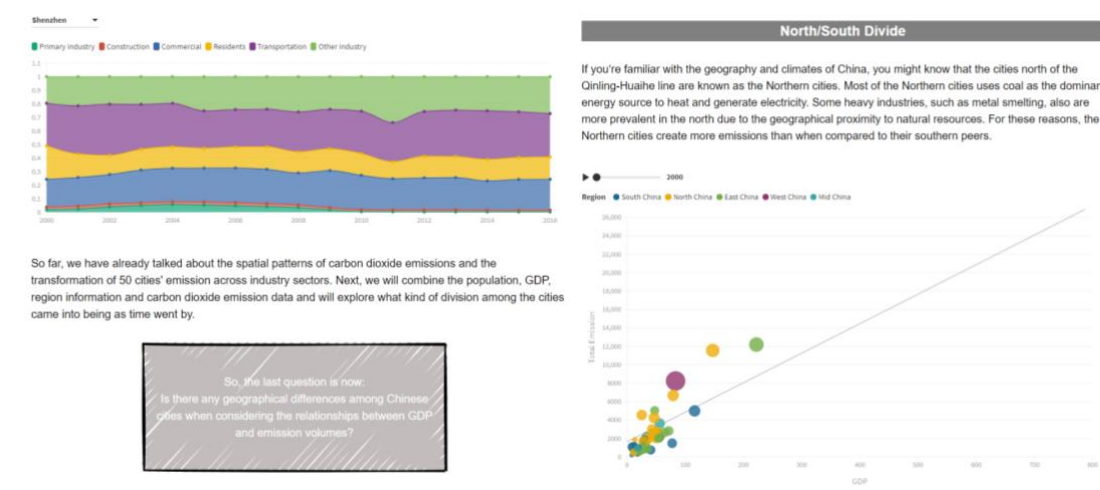 Shenzhen
Primary industry Construction Commercial Residents Transportation Other industry
1.1
1
0.9
0.8
0.7
0.6
0.5
0.4
0.3
0.2
0.1
0
2000 2002 2004 2006 2008 2010 2012 2014 2016
So far, we have already talked about the spatial patterns of carbon dioxide emissions and the
transformation of 50 cities' emission across industry sectors. Next, we will combine the population, GDP,
region information and carbon dioxide emission data and will explore what kind of division among the cities
came into being as time went by.
So, the last question is now:
Is there any geographical differences among Chinese
cities when considering the relationships between GDP
and emission volumes?
North/South Divide
If you're familiar with the geography and climates of China, you might know that the cities north of the
Qinling-Huaihe line are known as the Northern cities. Most of the Northern cities uses coal as the dominan
energy source to heat and generate electricity. Some heavy industries, such as metal smelting, also are
more prevalent in the north due to the geographical proximity to natural resources. For these reasons, the
Northern cities create more emissions than when compared to their southern peers.
2000
Region South China North China East China West China Mid China
26,000
22,000
20,000
18,000
16,000
14,000
12,000
10,000
8000
6000
4000
2000
0
Total Emission
0 100 200 300 400 500 600 700 800
GDP